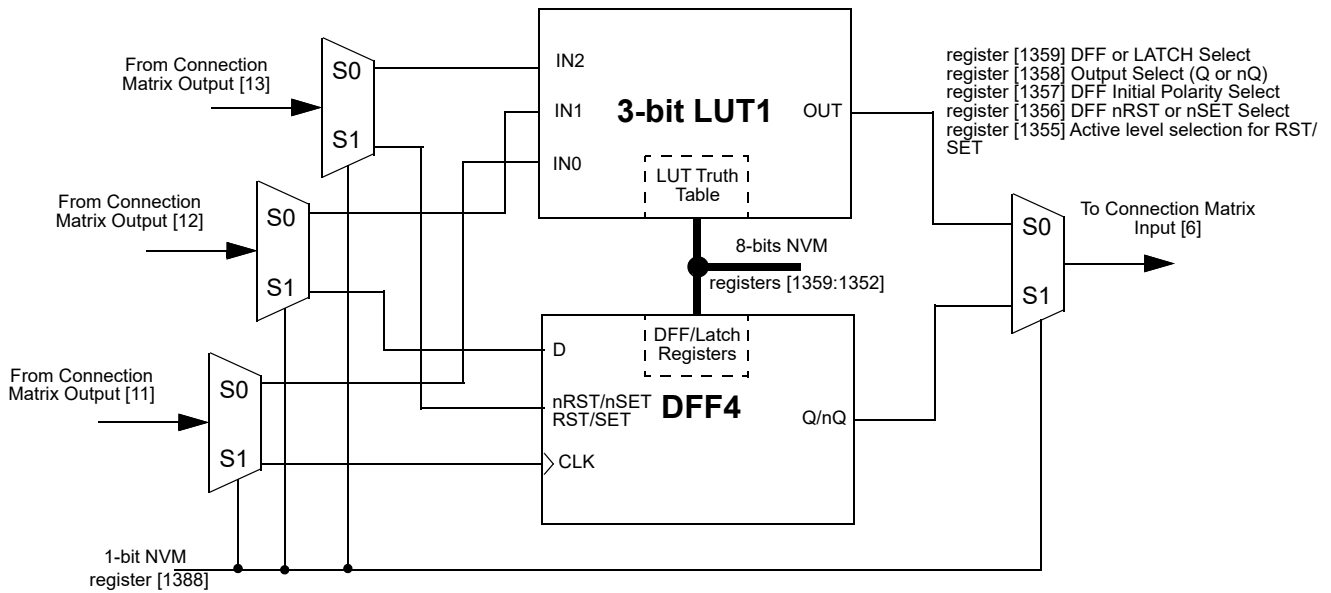 From Connection
Matrix Output [13]
S0
S1
From Connection
Matrix Output [12]
S0
S1
From Connection
Matrix Output [11]
S0
S1
1-bit NVM
register [1388]
IN2
IN1
IN0
3-bit LUT1
OUT
LUT Truth
Table
8-bits NVM
registers [1359:1352]
DFF/Latch
Registers
D
nRST/nSET
RST/SET
DFF4
Q/nQ
CLK
register [1359] DFF or LATCH Select
register [1358] Output Select (Q or nQ)
register [1357] DFF Initial Polarity Select
register [1356] DFF nRST or nSET Select
register [1355] Active level selection for RST/
SET
S0
S1
To Connection Matrix
Input [6]